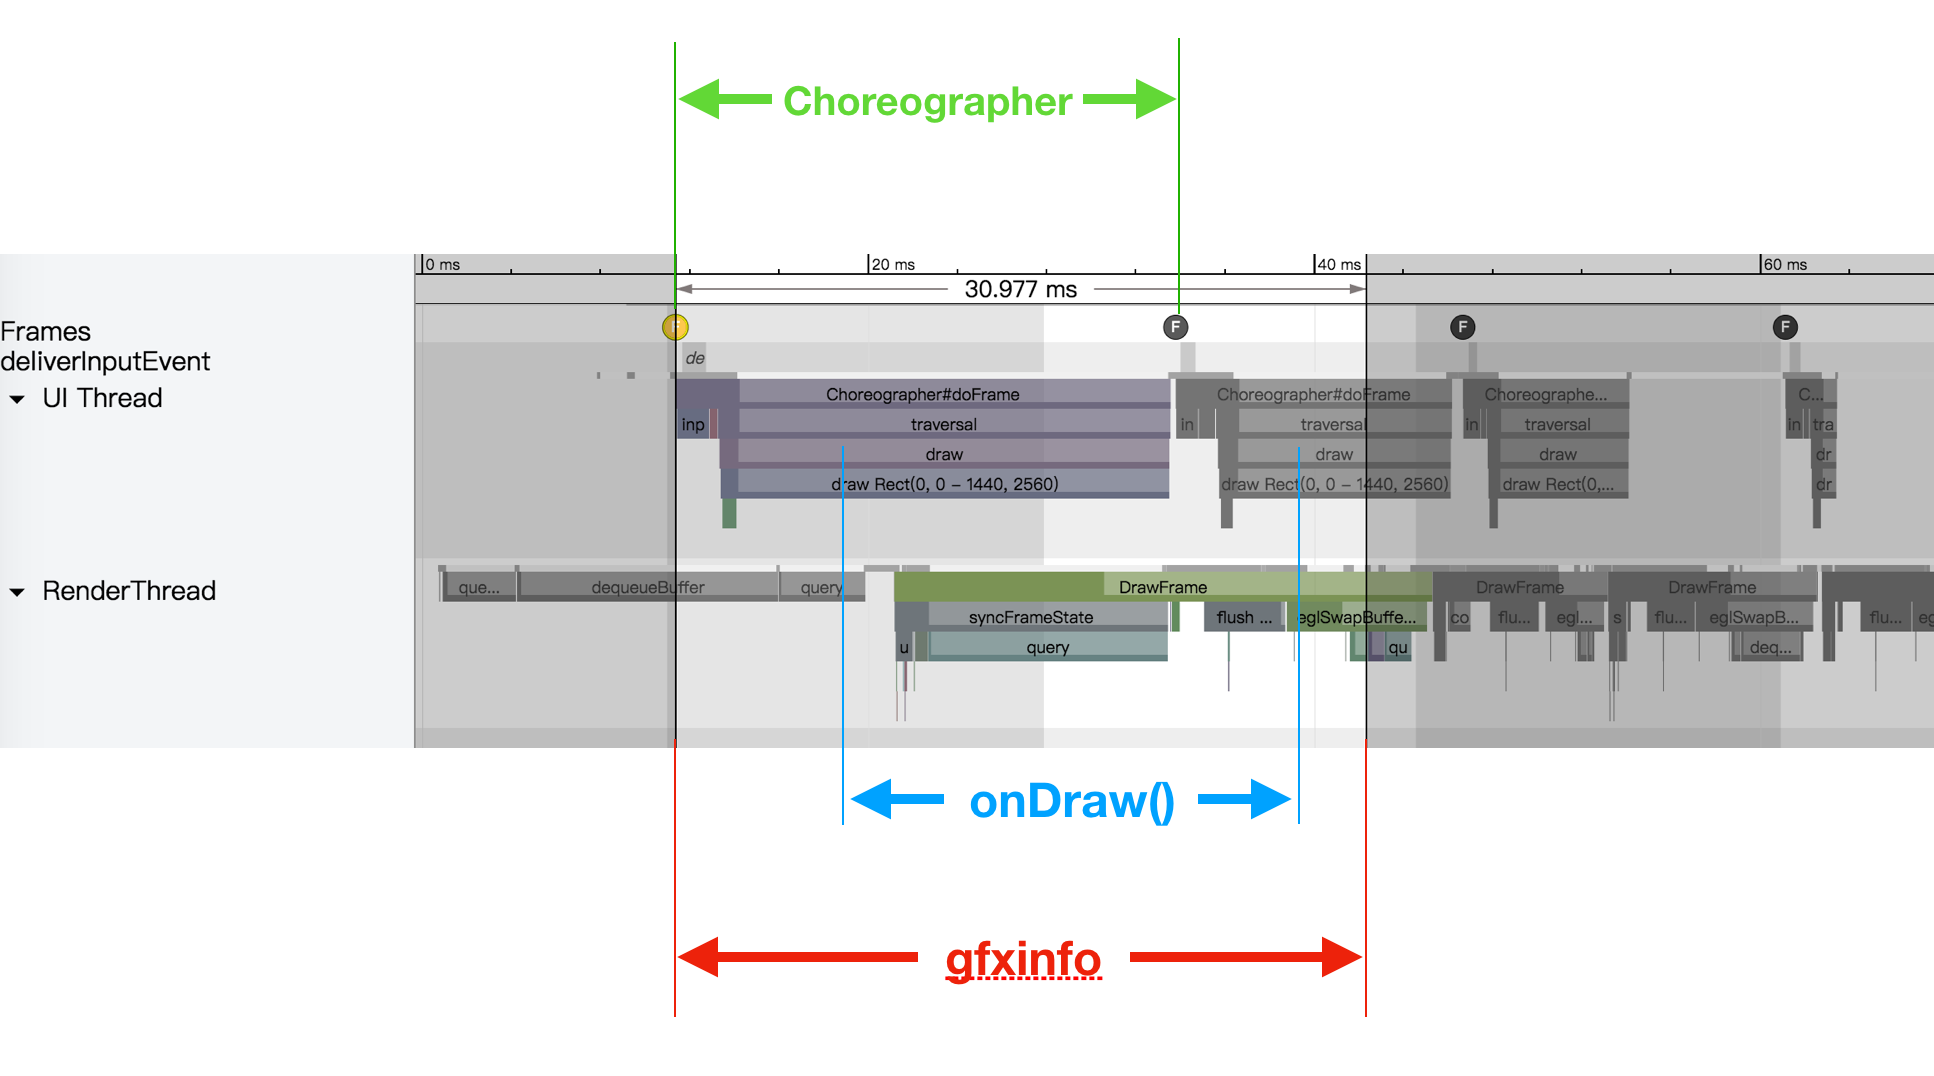 Choreographer
0 ms
20 ms
40 ms
60 ms
30.977 ms
Frames
F
F
F
F
deliverInputEvent
de
UI Thread
Choreographer#doFrame
Choreographer#doFrame
Choreographe...
C...
inp
traversal
in
traversal
in
traversal
in
tra
draw
draw
draw
dr
draw Rect(0, 0 – 1440, 2560)
draw Rect(0, 0 – 1440, 2560)
draw Rect(0,...
dr
RenderThread
que...
dequeueBuffer
query
DrawFrame
DrawFrame
DrawFrame
syncFrameState
flush ...
eglSwapBuffe...
co
flu...
egl...
s
flu...
eglSwapB...
flu...
eg
u
query
qu
deq...
onDraw()
gfxinfo